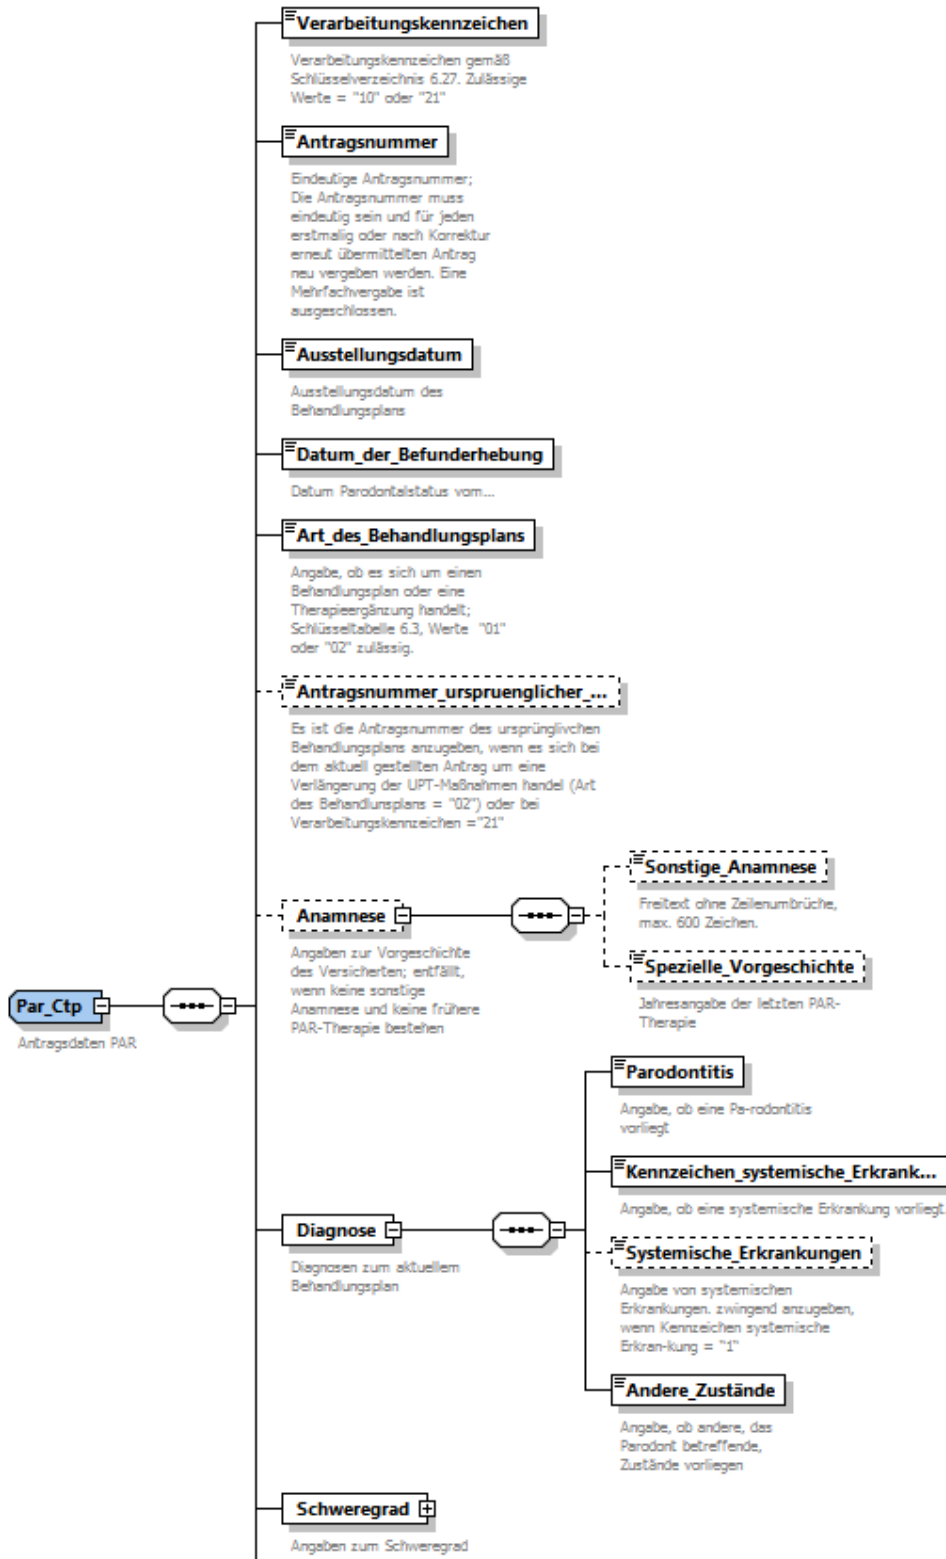 Verarbeitungskennzeichen
Verarbeitungskennzeichen gemäß
Schlüsselverzeichnis 6.27. Zulässige
Werte = "10" oder "21"
Antragsnummer
Eindeutige Antragsnummer;
Die Antragsnummer muss
eindeutig sein und für jeden
erstmalig oder nach Korrektur
erneut übermittelten Antrag
neu vergeben werden. Eine
Mehrfachvergabe ist
ausgeschlossen.
Ausstellungsdatum
Ausstellungsdatum des
Behandlungsplans
Datum_der_Befunderhebung
Datum Parodontalstatus vom...
Art_des_Behandlungsplans
Angabe, ob es sich um einen
Behandlungsplan oder eine
Therapieergänzung handelt;
Schlüsseltabelle 6.3, Werte "01"
oder "02" zulässig.
Antragsnummer_urspruenglicher_...
Es ist die Antragsnummer des ursprünglivchen
Behandlungsplans anzugeben, wenn es sich bei
dem aktuell gestellten Antrag um eine
Verlängerung der UPT-Maßnahmen handel (Art
des Behandlunsplans = "02") oder bei
Verarbeitungskennzeichen ="21"
Anamnese
Angaben zur Vorgeschichte
des Versicherten; entfällt,
wenn keine sonstige
Anamnese und keine frühere
PAR-Therapie bestehen
Sonstige_Anamnese
Freitext ohne Zeilenumbrüche,
max. 600 Zeichen.
Spezielle_Vorgeschichte
Jahresangabe der letzten PAR-
Therapie
Par_Ctp
Antragsdaten PAR
Diagnose
Diagnosen zum aktuellem
Behandlungsplan
Parodontitis
Angabe, ob eine Pa-rodontitis
vorliegt
Kennzeichen_systemische_Erkrank...
Angabe, ob eine systemische Erkrankung vorliegt.
Systemische_Erkrankungen
Angabe von systemischen
Erkrankungen. zwingend anzugeben,
wenn Kennzeichen systemische
Erkran-kung = "1"
Andere_Zustände
Angabe, ob andere, das
Parodont betreffende,
Zustände vorliegen
Schweregrad
Angaben zum Schweregrad